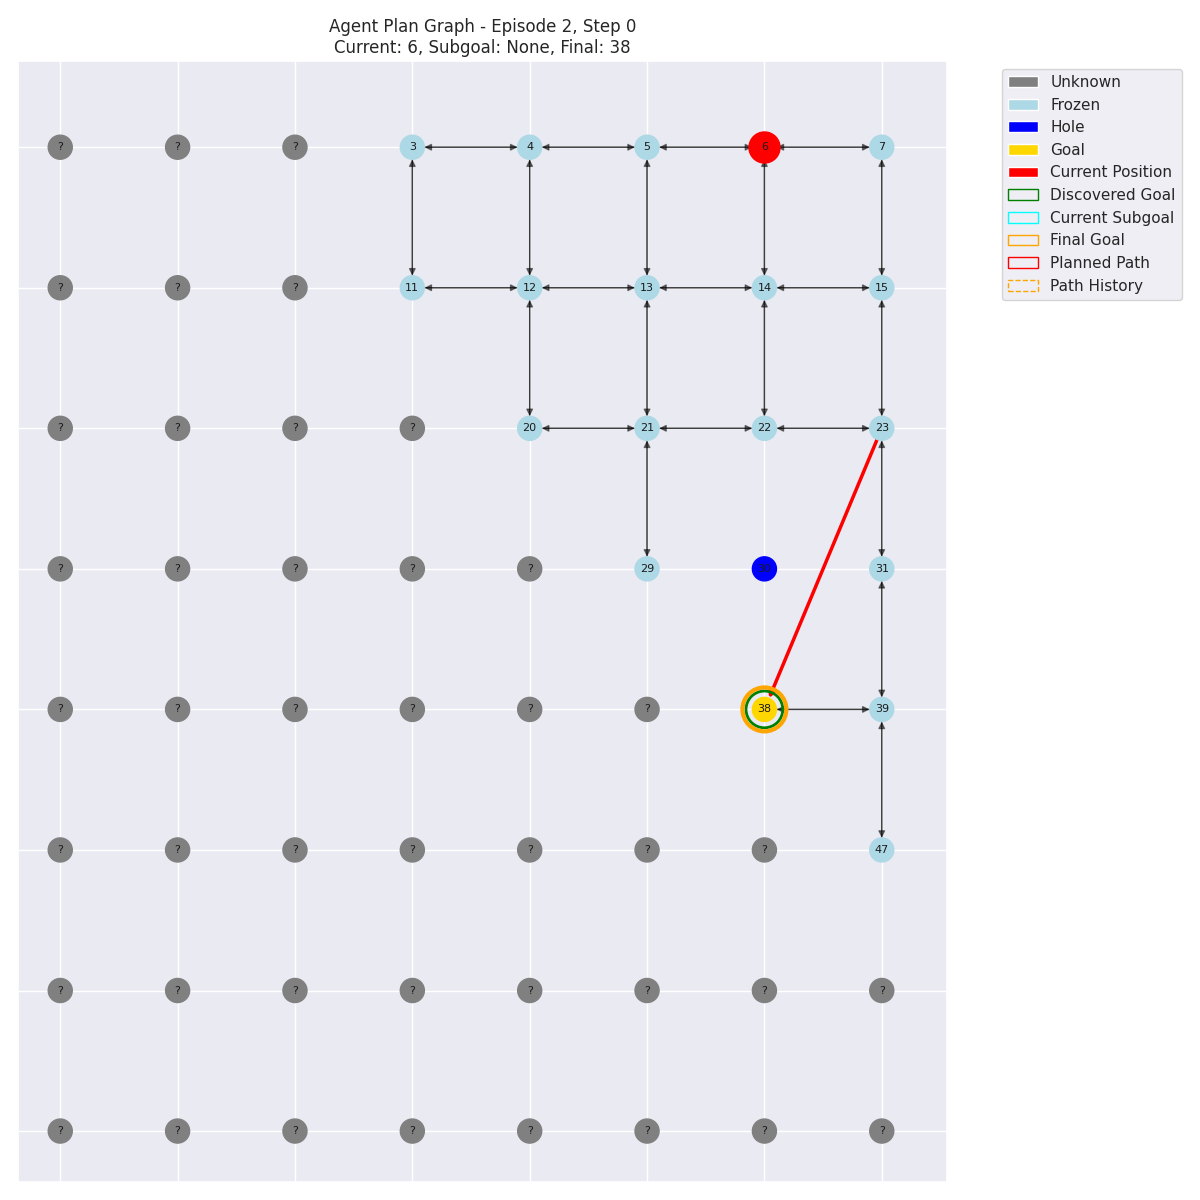 Agent Plan Graph - Episode 2, Step 0
Current: 6, Subgoal: None, Final: 38
Unknown
Frozen
Hole
Goal
Current Position
Discovered Goal
Current Subgoal
Final Goal
Planned Path
Path History
? ? ? 3 4 5 6 7
? ? ? 11 12 13 14 15
? ? ? ? 20 21 22 23
? ? ? ? ? 29 30 31
? ? ? ? ? ? 38 39
? ? ? ? ? ? ? 47
? ? ? ? ? ? ? ?
? ? ? ? ? ? ? ?